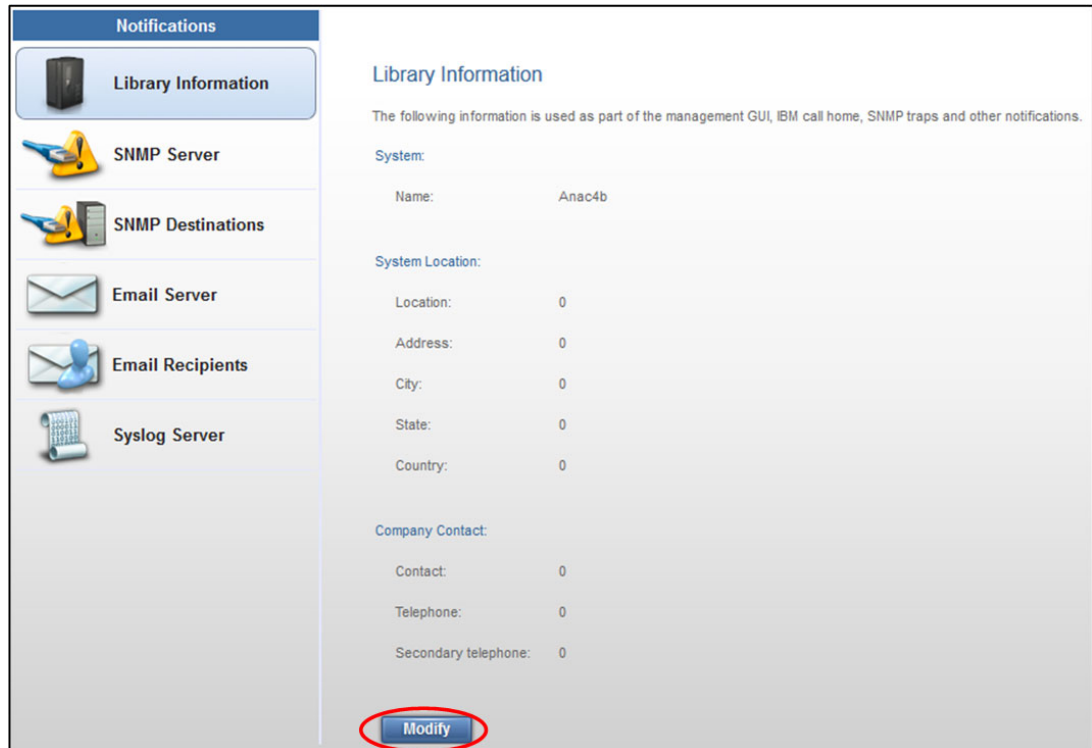 Notifications
Library Information
SNMP Server
SNMP Destinations
Email Server
Email Recipients
Syslog Server
Library Information
The following information is used as part of the management GUI, IBM call home, SNMP traps and other notifications.
System:
Name: Anac4b
System Location:
Location: 0
Address: 0
City: 0
State: 0
Country: 0
Company Contact:
Contact: 0
Telephone: 0
Secondary telephone: 0
Modify